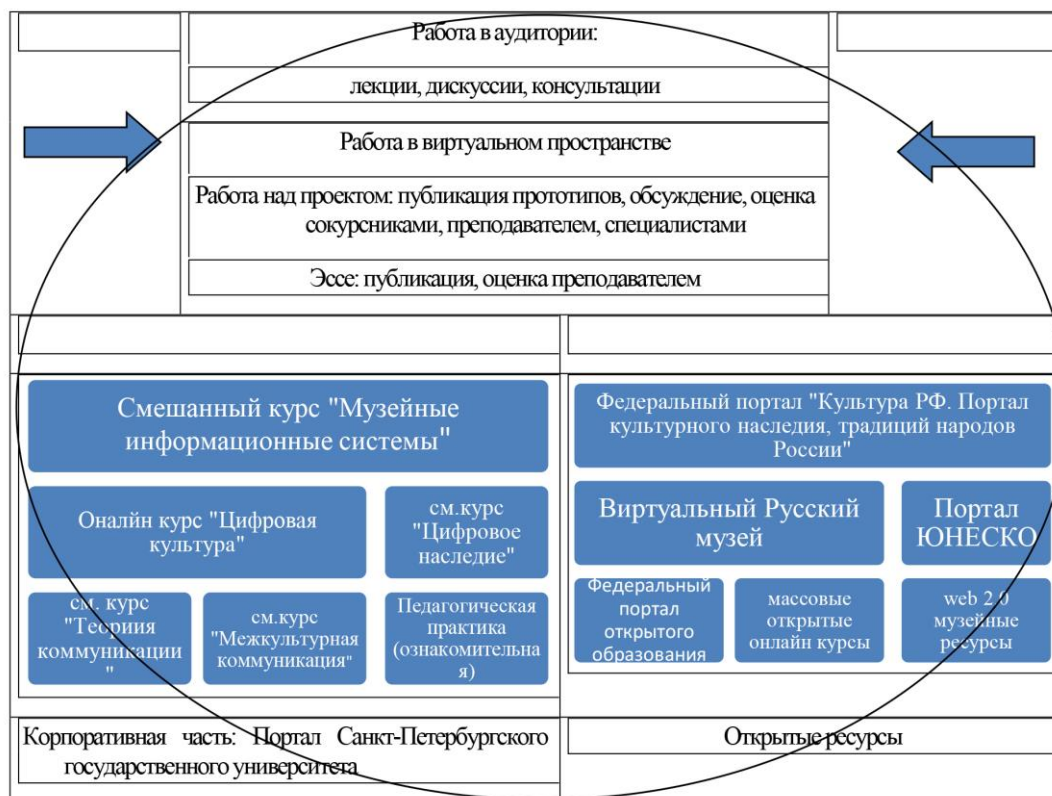 Работа в аудитории:
лекции, дискуссии, консультации
Работа в виртуальном пространстве
Работа над проектом: публикация прототипов, обсуждение, оценка
сокурсниками, преподавателем, специалистами
Эссе: публикация, оценка преподавателем
Смешанный курс "Музейные
информационные системы"
Оналйн курс "Цифровая
культура"
см.курс
"Цифровое
наследие"
см. курс
"Теориия
коммуникации
"
см.курс
"Межкультурная
коммуникация"
Педагогическая
практика
(ознакомительна
я)
Федеральный портал "Культура РФ. Портал
культурного наследия, традиций народов
России"
Виртуальный Русский
музей
Портал
ЮНЕСКО
Федеральный
портал
открытого
образования
массовые
открытые
онлайн курсы
web 2.0
музейные
ресурсы
Корпоративная часть: Портал Санкт-Петербургского
государственного университета
Открытые ресурсы